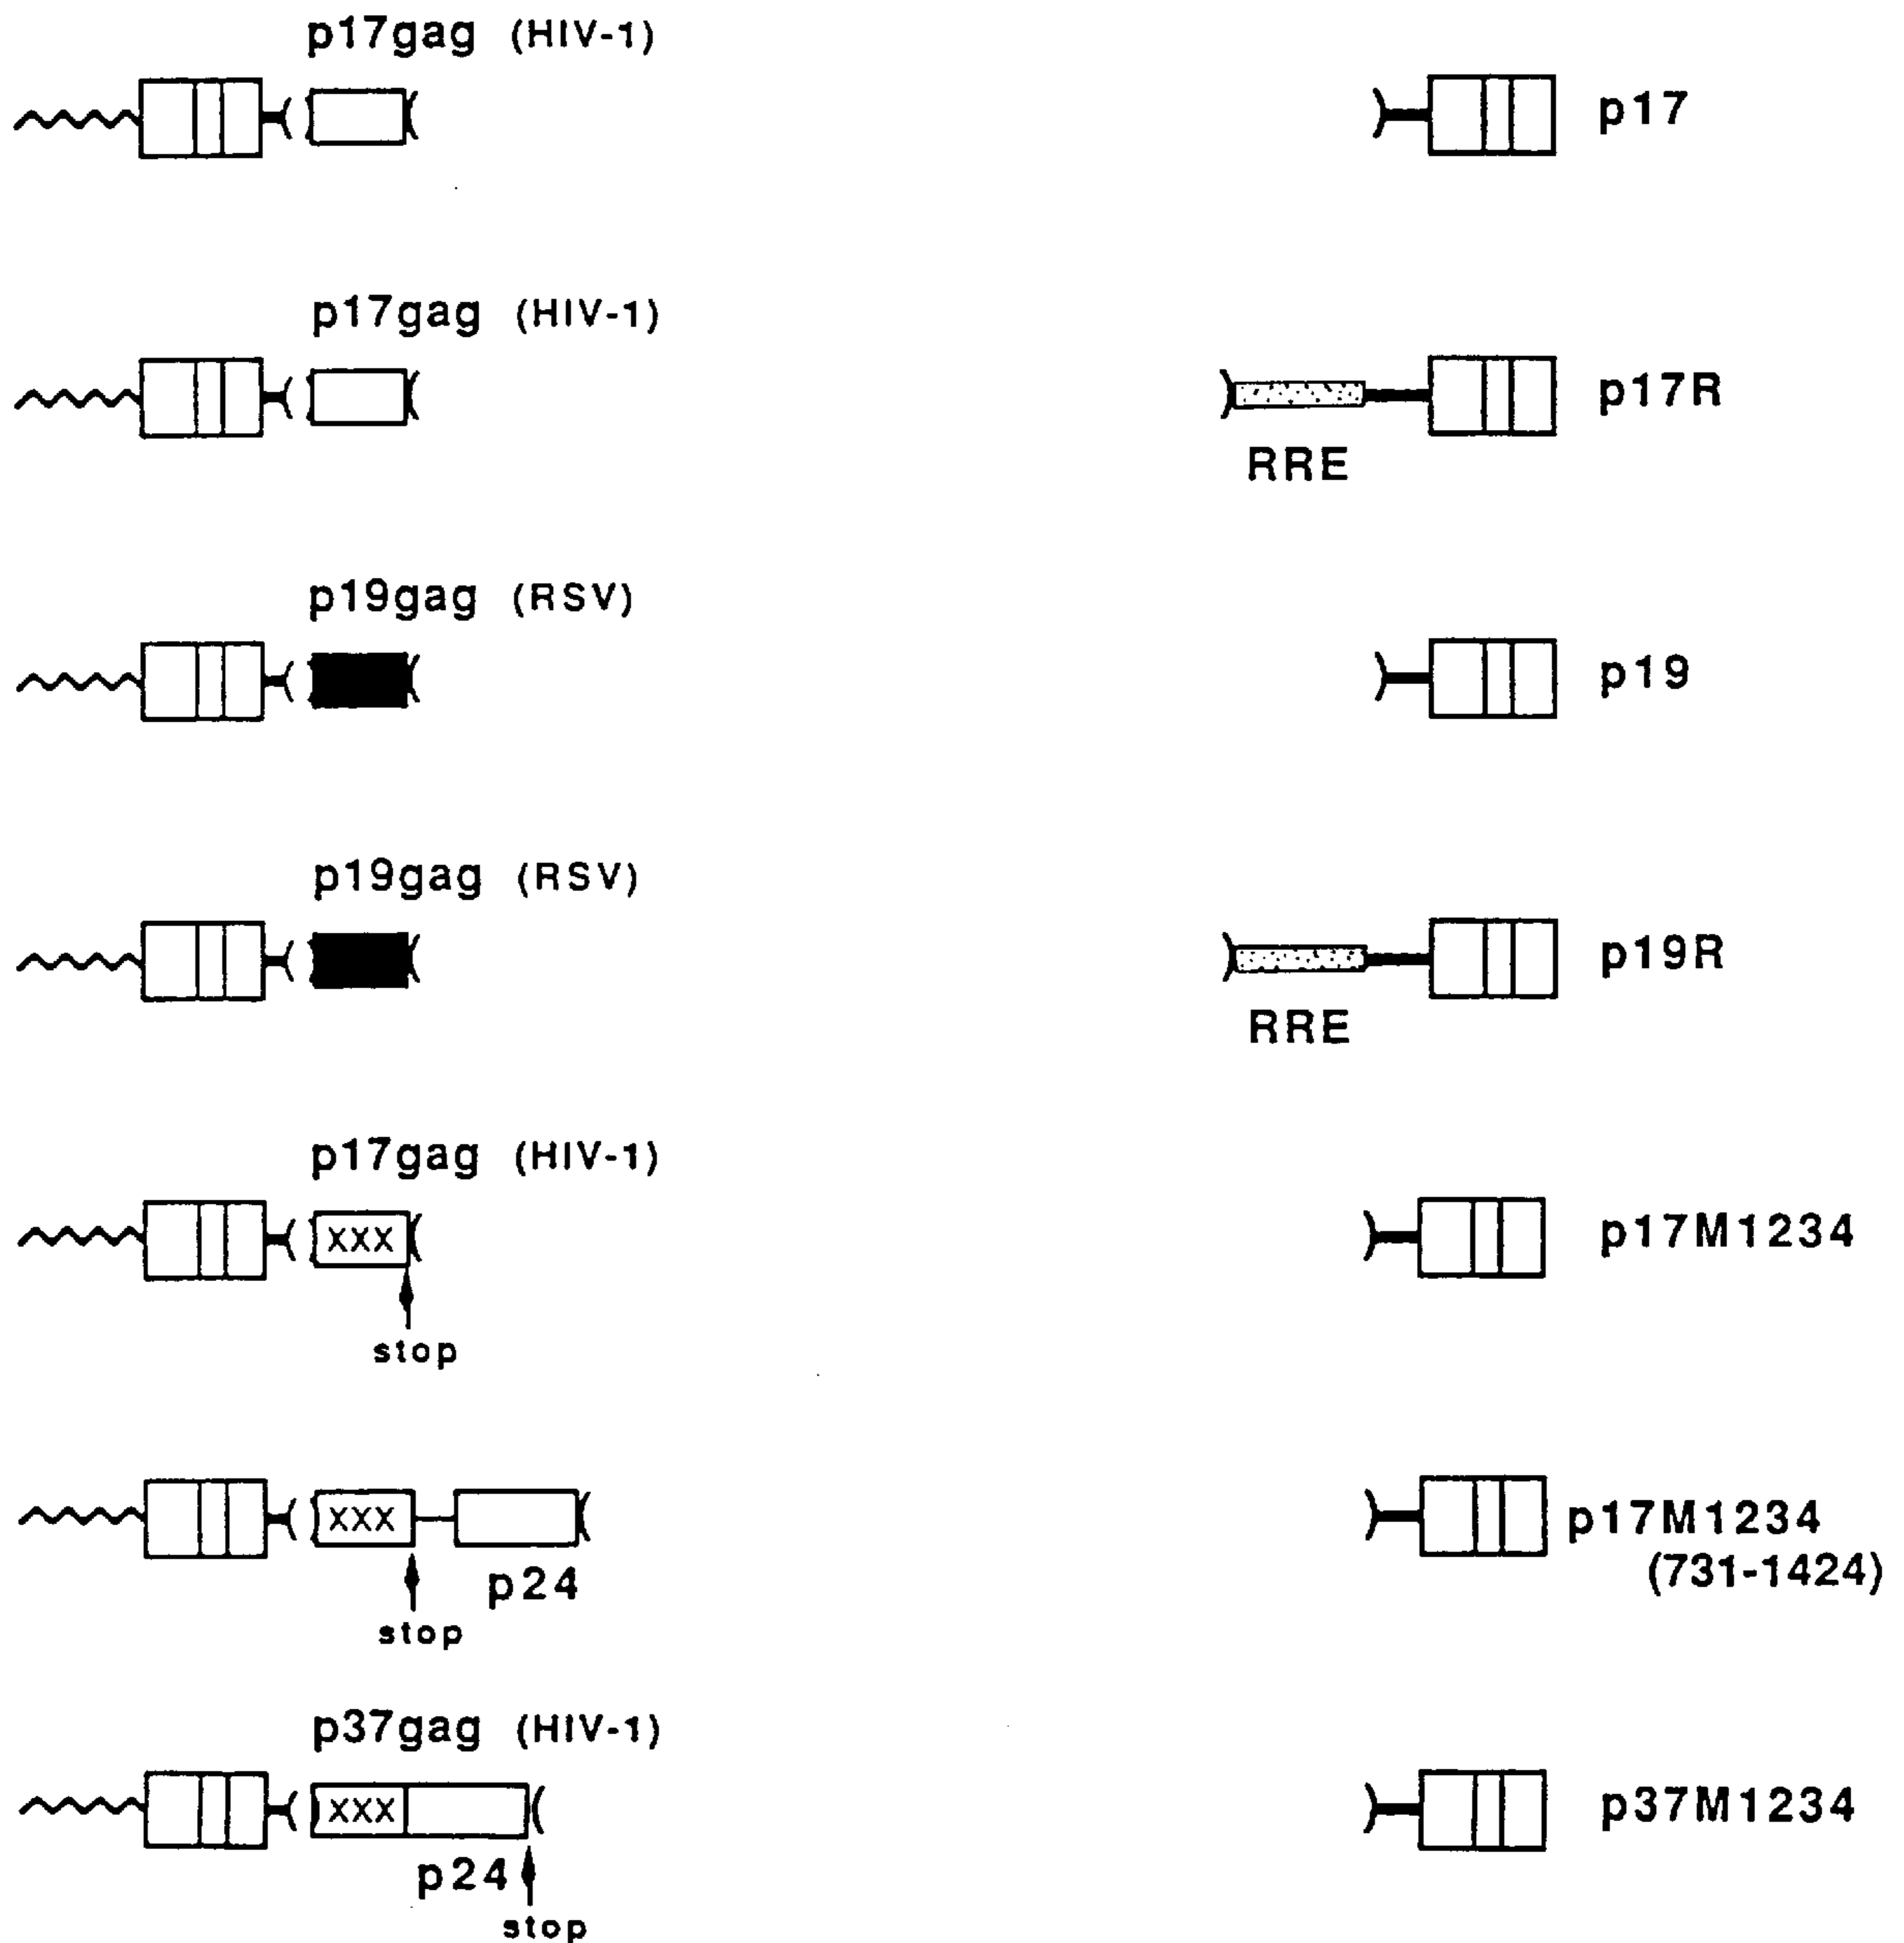 p17gag (HIV-1)
p17
p17gag (HIV-1)
p17R
RRE
p19gag (RSV)
p19
p19gag (RSV)
p19R
RRE
p17gag (HIV-1)
XXX
p17M1234
stop
XXX
p17M1234
p24
(731-1424)
stop
p37gag (HIV-1)
XXX
p37M1234
p24
stop